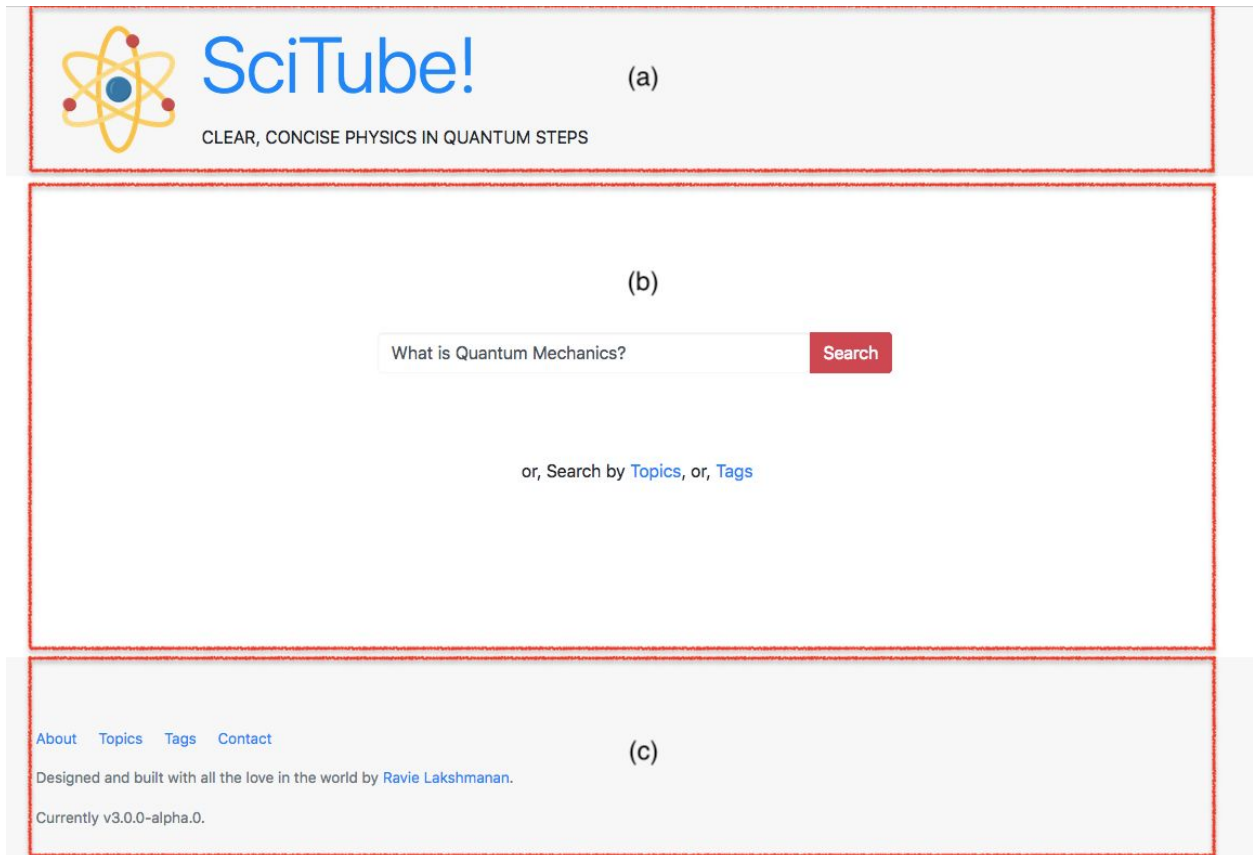 SciTube!
(a)
CLEAR, CONCISE PHYSICS IN QUANTUM STEPS
(b)
What is Quantum Mechanics? Search
or, Search by Topics, or, Tags
About Topics Tags Contact
(c)
Designed and built with all the love in the world by Ravie Lakshmanan.
Currently v3.0.0-alpha.0.